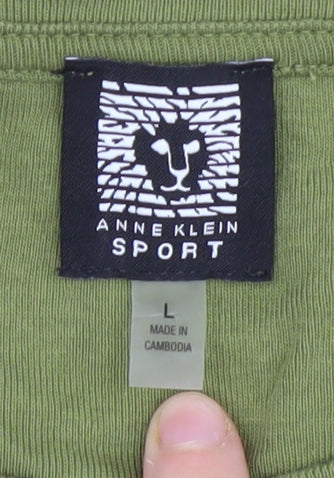 ANNE KLEIN
SPORT
L
MADE IN
CAMBODIA